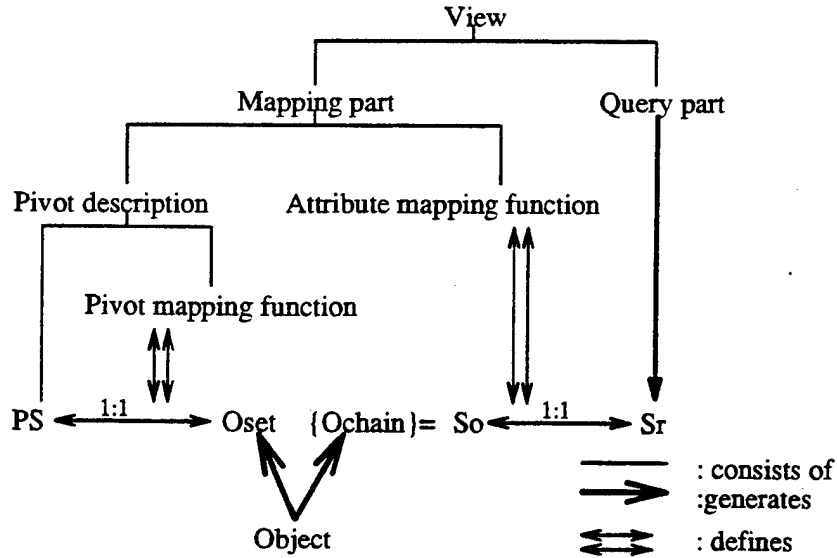 View
Mapping part
Query part
Pivot description
Attribute mapping function
Pivot mapping function
PS
1:1
Oset
{Ochain}= So
1:1
Sr
: consists of
:generates
Object
: defines